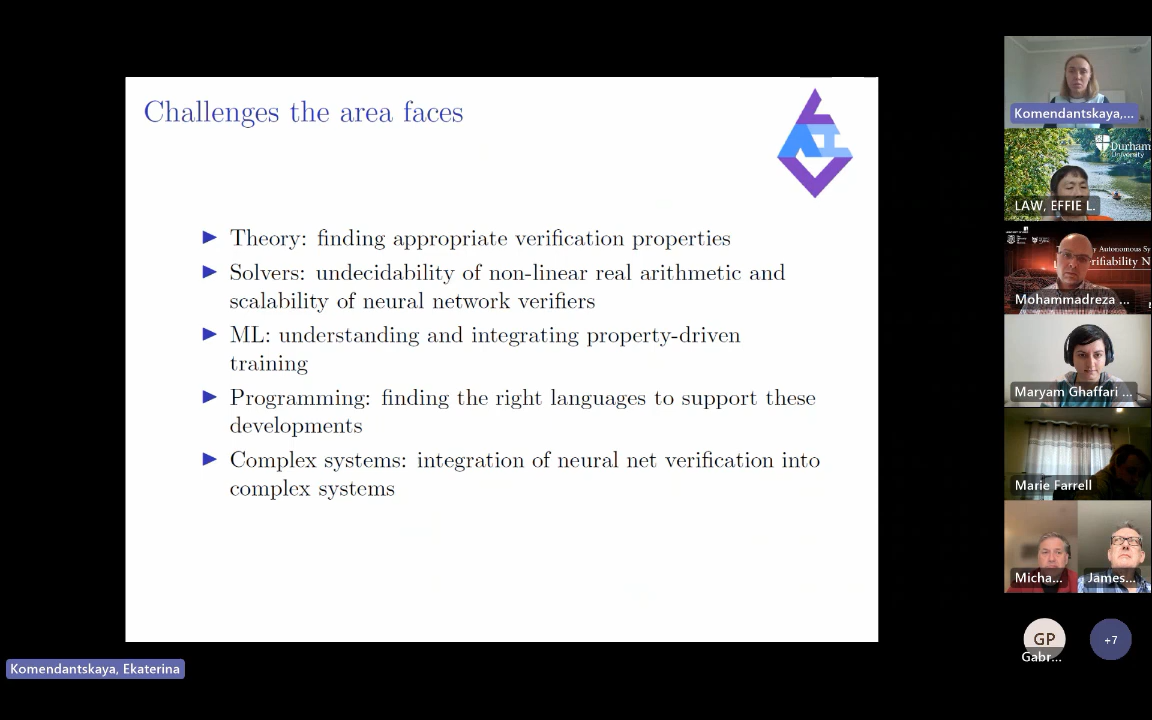 Challenges the area faces
Theory: finding appropriate verification properties
Solvers: undecidability of non-linear real arithmetic and
scalability of neural network verifiers
ML: understanding and integrating property-driven
training
Programming: finding the right languages to support these
developments
Complex systems: integration of neural net verification into
complex systems
Komendantskaya, Ekaterina
Komendantskaya,...
Durham
University
LAW, EFFIE L.
Autonomous Sy
erifiability N
Mohammadreza ...
Maryam Ghaffari ...
Marie Farrell
Micha...
James...
GP
Gabr...
+7